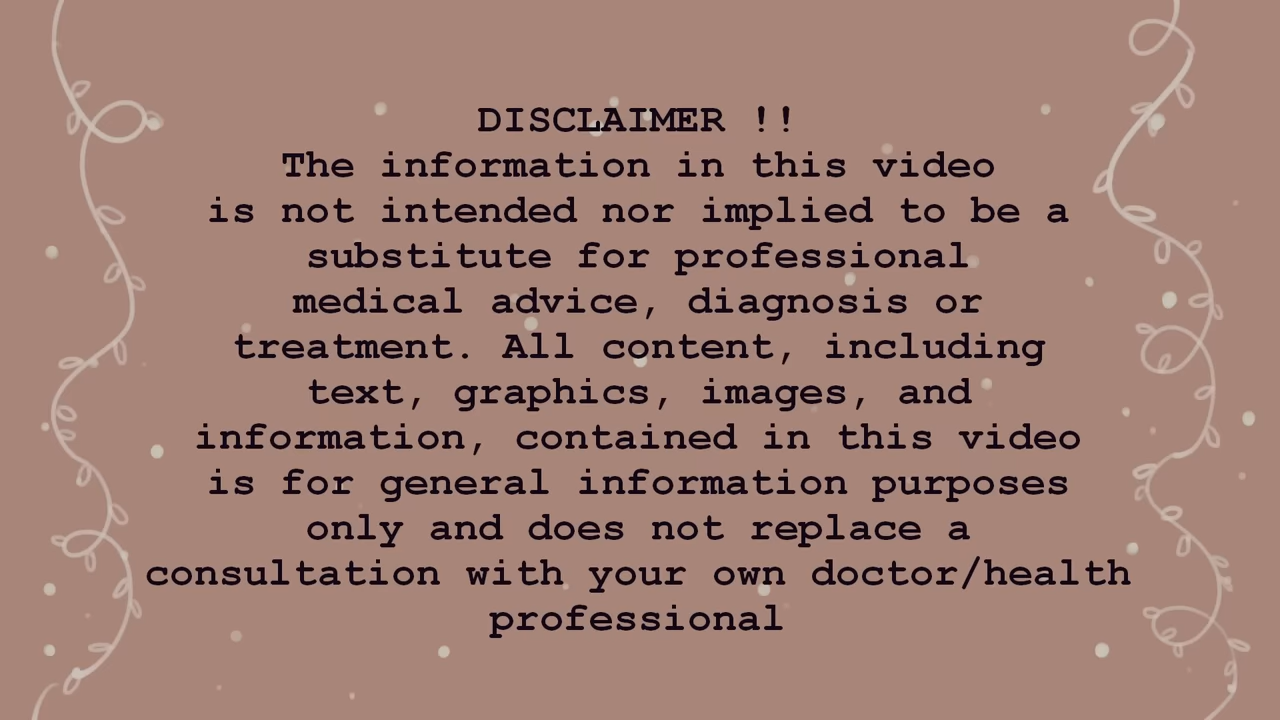 DISCLAIMER !!
The information in this video
is not intended nor implied to be a
substitute for professional
medical advice, diagnosis or
treatment. All content, including
text, graphics, images, and
information, contained in this video
is for general information purposes
only and does not replace a
consultation with your own doctor/health
professional